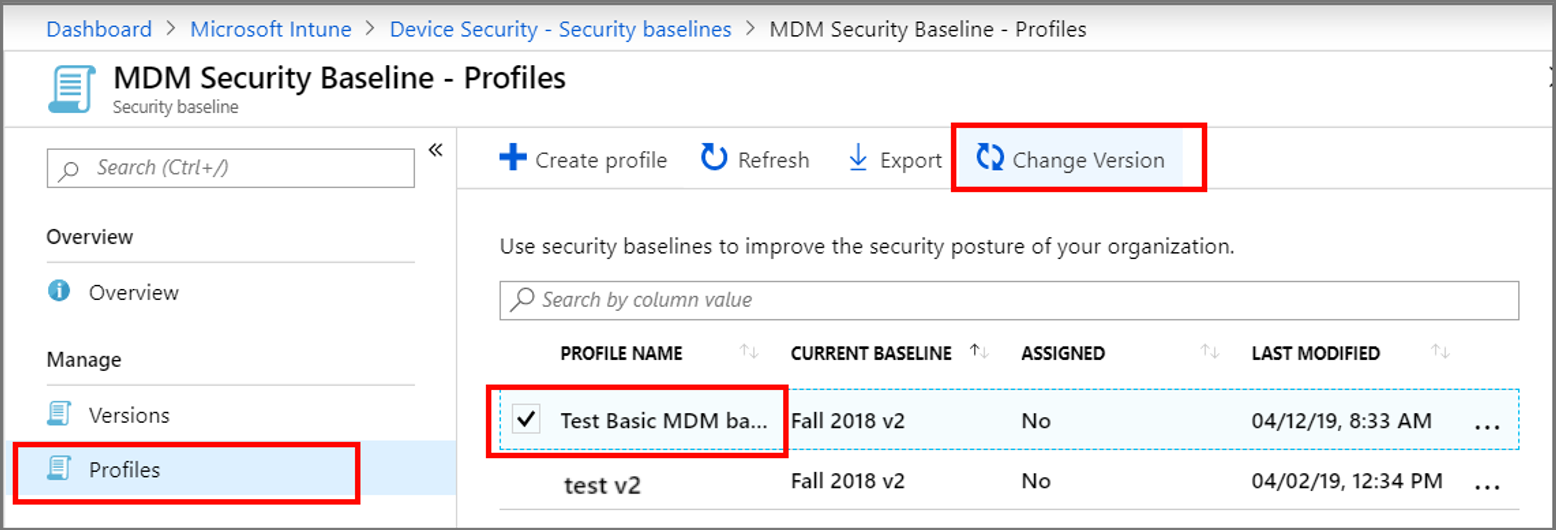 Dashboard > Microsoft Intune > Device Security - Security baselines > MDM Security Baseline - Profiles
MDM Security Baseline - Profiles
Security baseline
Search (Ctrl+/)
«
Overview
Overview
Manage
Versions
Profiles
Create profile Refresh Export Change Version
Use security baselines to improve the security posture of your organization.
Search by column value
PROFILE NAME CURRENT BASELINE ASSIGNED LAST MODIFIED
Test Basic MDM ba... Fall 2018 v2 No 04/12/19, 8:33 AM ...
test v2 Fall 2018 v2 No 04/02/19, 12:34 PM ...